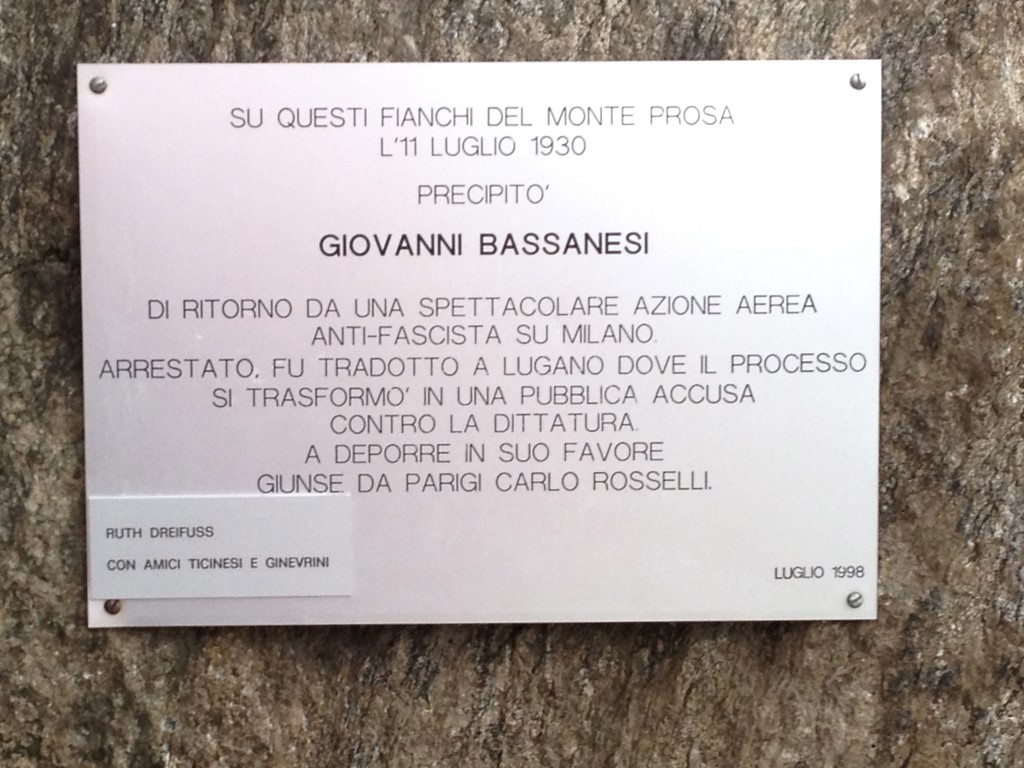 SU QUESTI FIANCHI DEL MONTE PROSA
L'11 LUGLIO 1930
PRECIPITO'
GIOVANNI BASSANESI
DI RITORNO DA UNA SPETTACOLARE AZIONE AEREA
ANTI-FASCISTA SU MILANO.
ARRESTATO, FU TRADOTTO A LUGANO DOVE IL PROCESSO
SI TRASFORMO' IN UNA PUBBLICA ACCUSA
CONTRO LA DITTATURA.
A DEPORRE IN SUO FAVORE
GIUNSE DA PARIGI CARLO ROSSELLI.
RUTH DREIFUSS
CON AMICI TICINESI E GINEVRINI
LUGLIO 1998